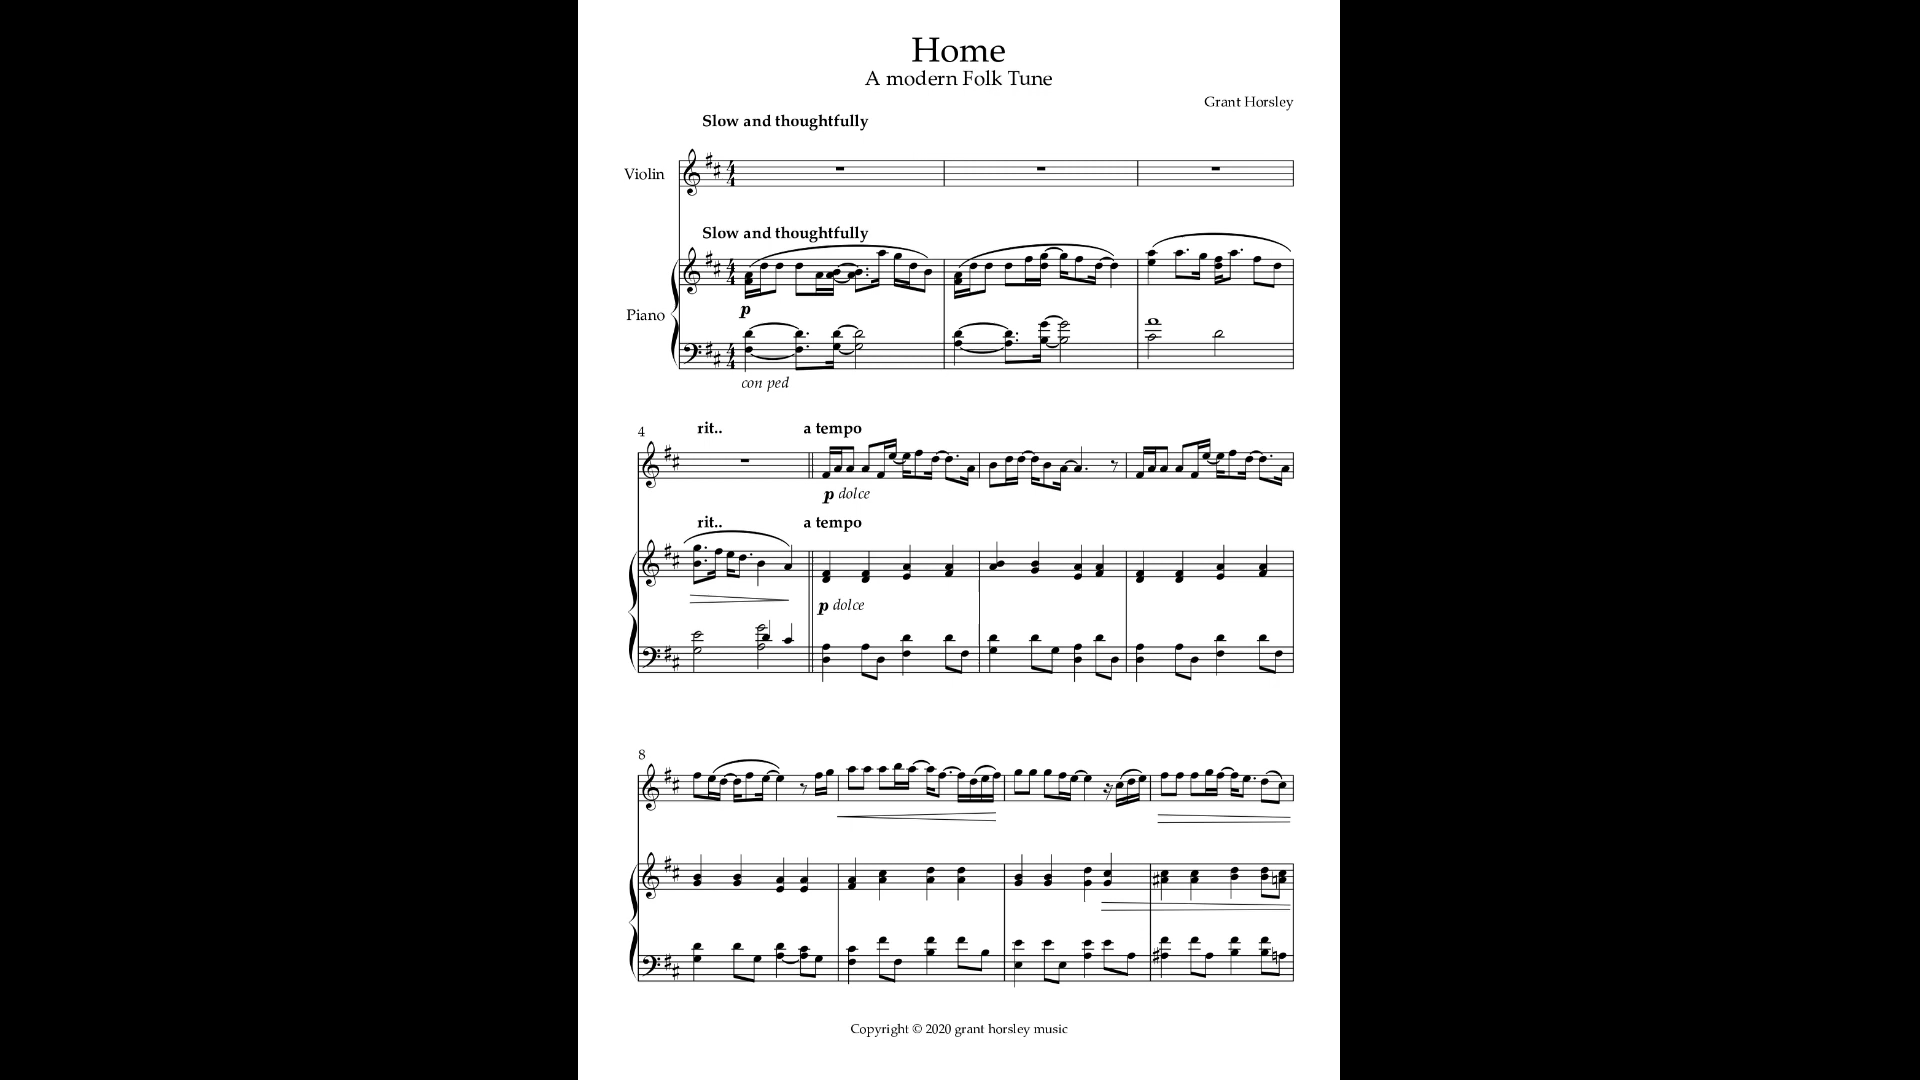 Home
A modern Folk Tune
Grant Horsley
Slow and thoughtfully
Violin
Slow and thoughtfully
Piano
p
con ped
4
rit..
a tempo
p dolce
rit..
a tempo
p dolce
8
Copyright © 2020 grant horsley music